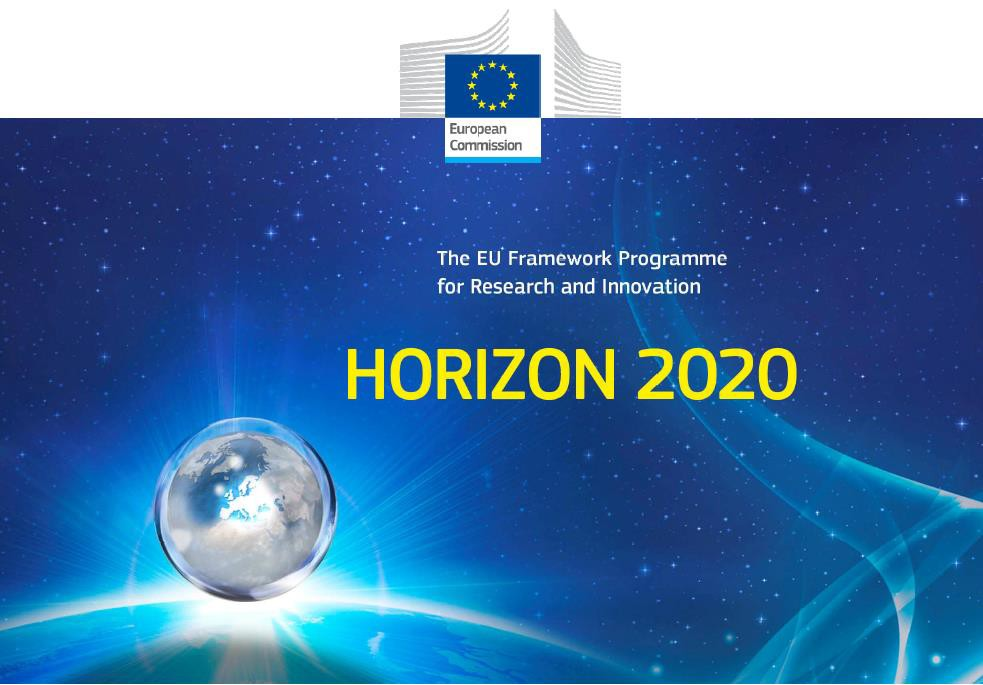 European
Commission
The EU Framework Programme
for Research and Innovation
HORIZON 2020